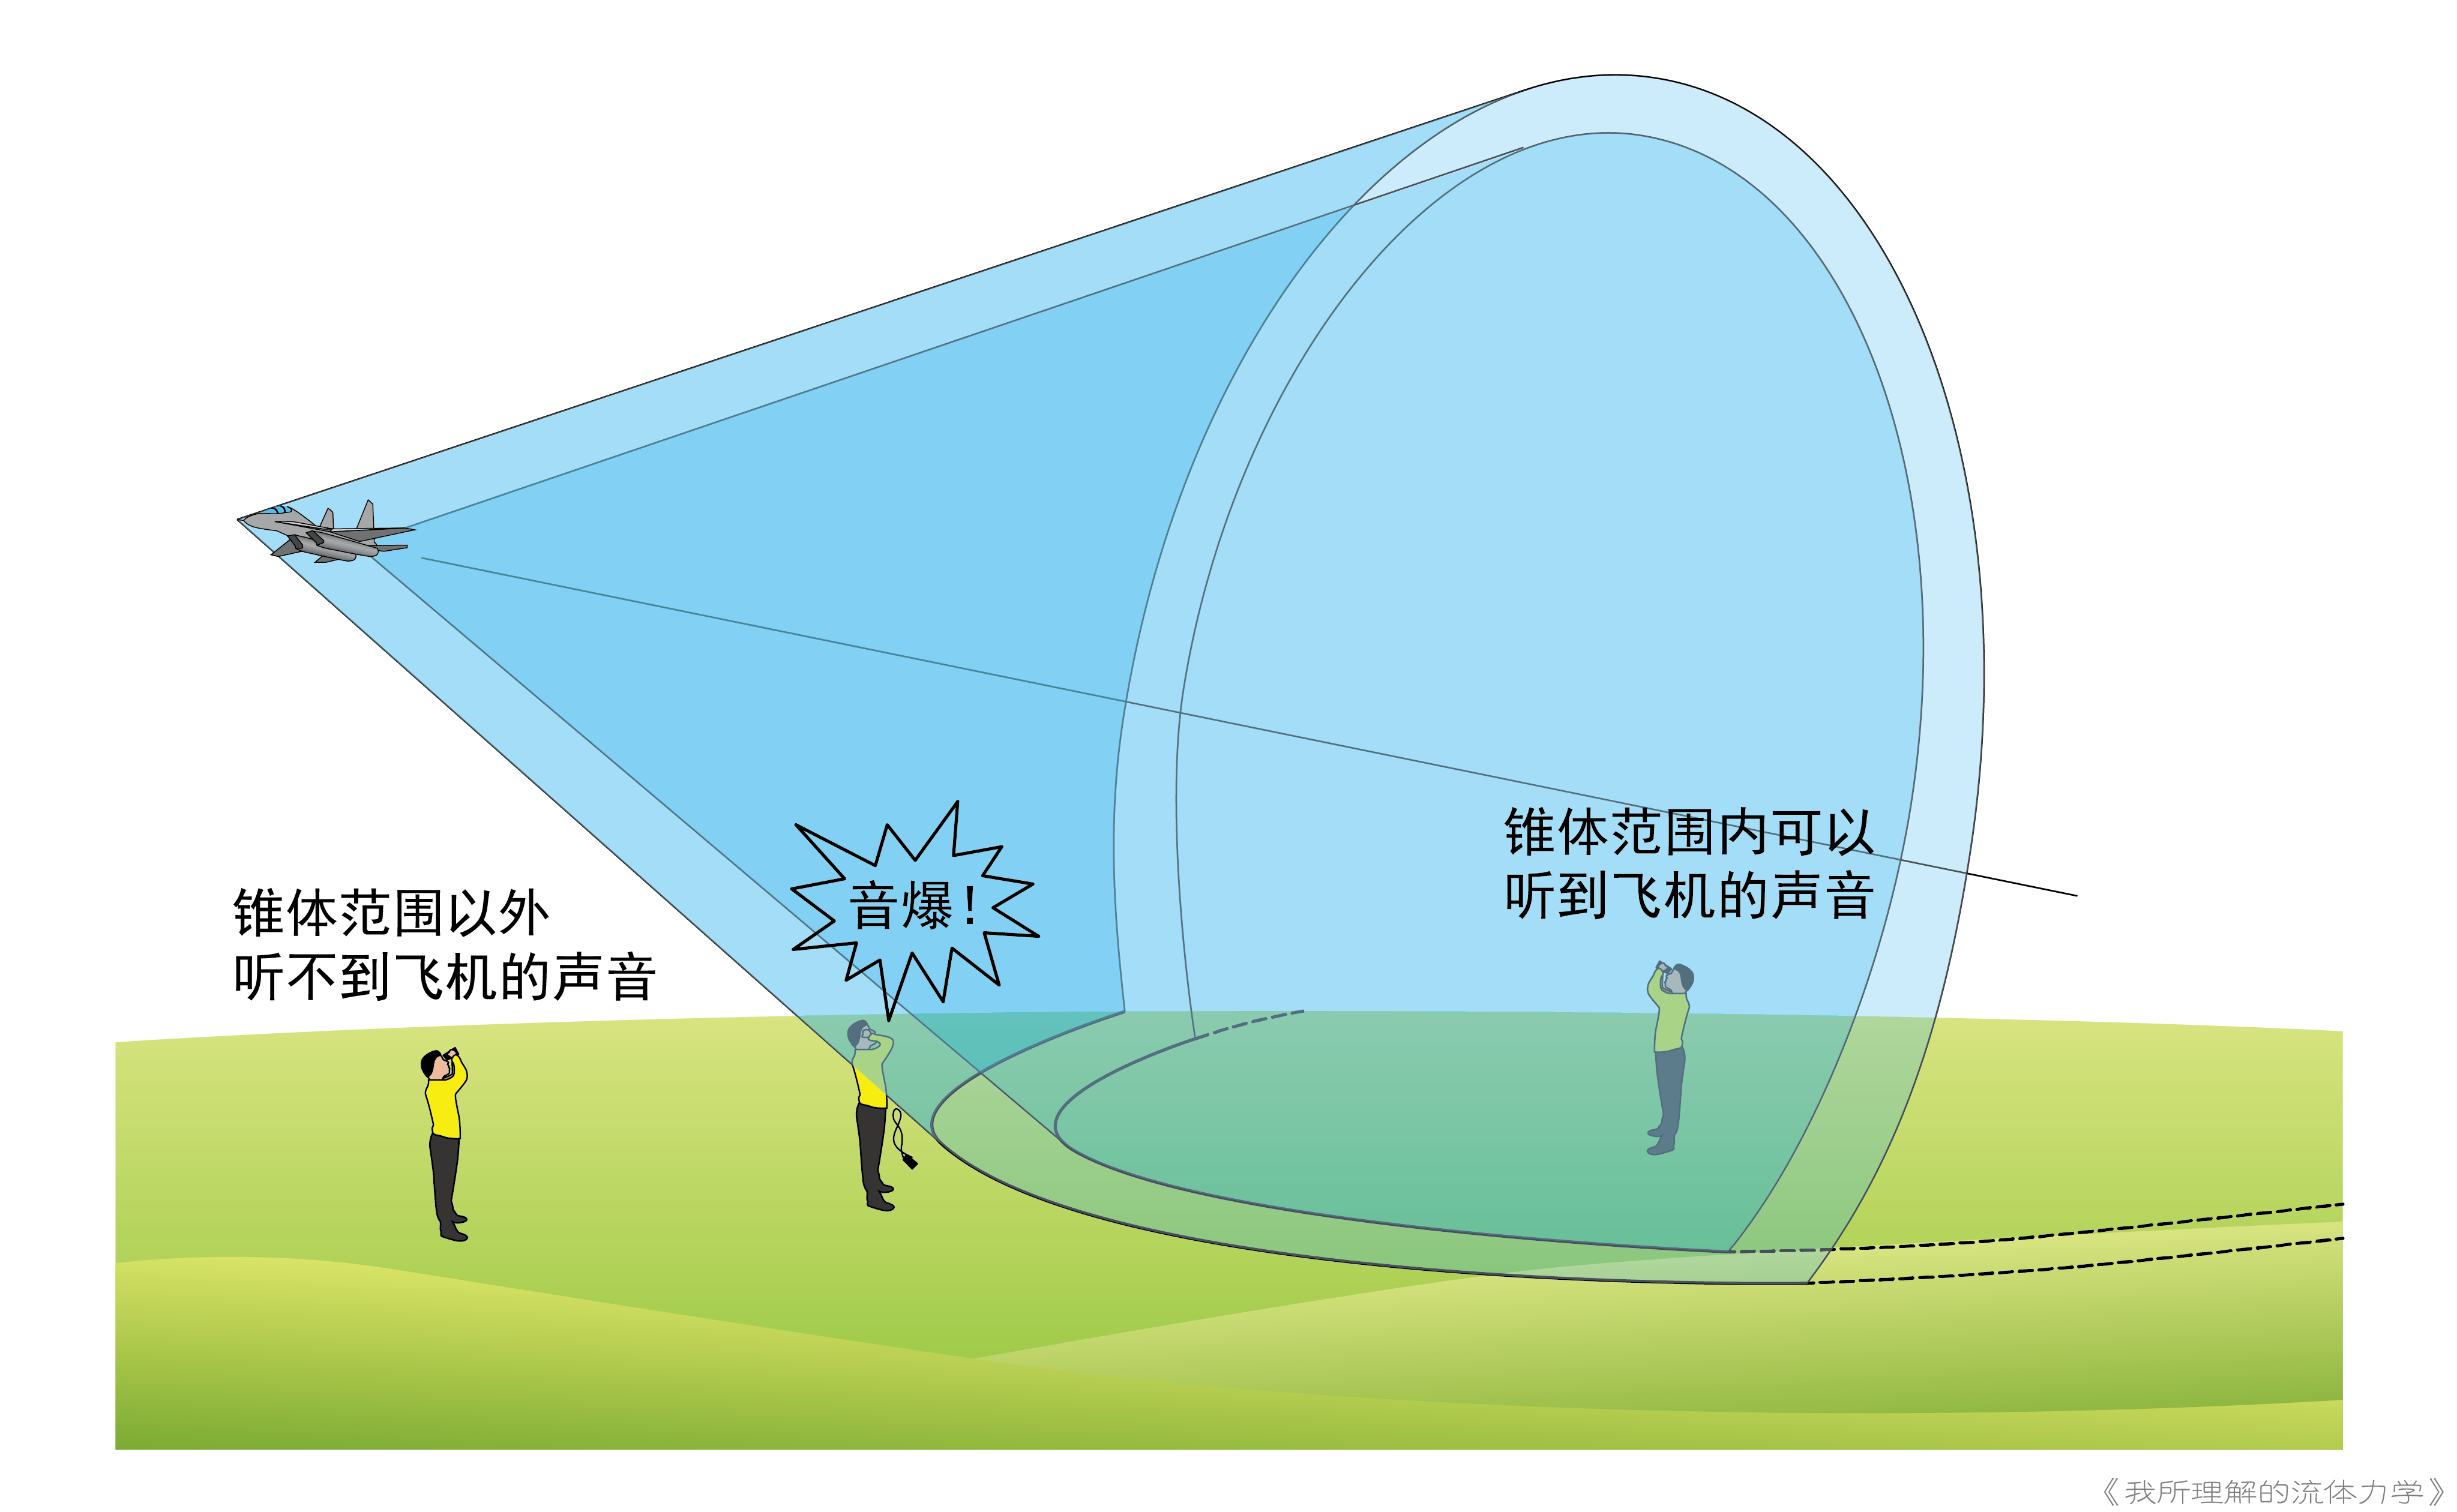 锥体范围以外
听不到飞机的声音
音爆！
锥体范围内可以
听到飞机的声音
《我所理解的流体力学》